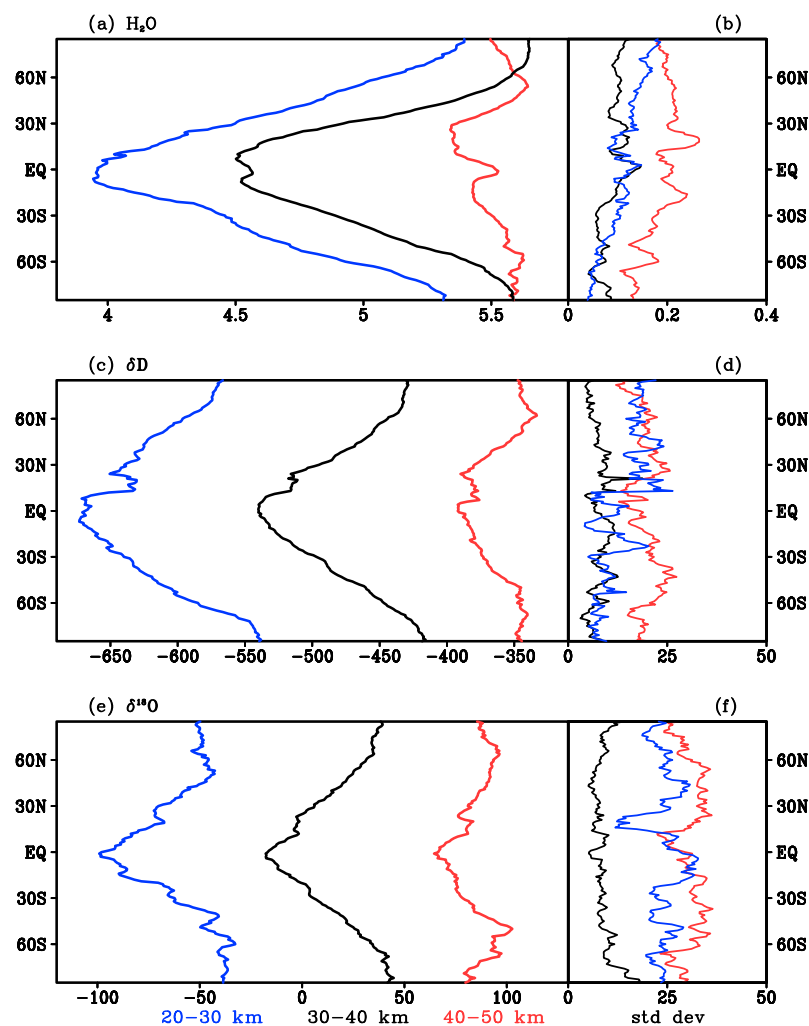 (a) H₂O (b)
60N 60N
30N 30N
EQ EQ
30S 30S
60S 60S
4 4.5 5 5.5 0 0.2 0.4
(c) δD (d)
60N 60N
30N 30N
EQ EQ
30S 30S
60S 60S
−650 −600 −550 −500 −450 −400 −350 0 25 50
(e) δ¹⁸O (f)
60N 60N
30N 30N
EQ EQ
30S 30S
60S 60S
−100 −50 0 50 100 0 25 50
20−30 km 30−40 km 40−50 km std dev